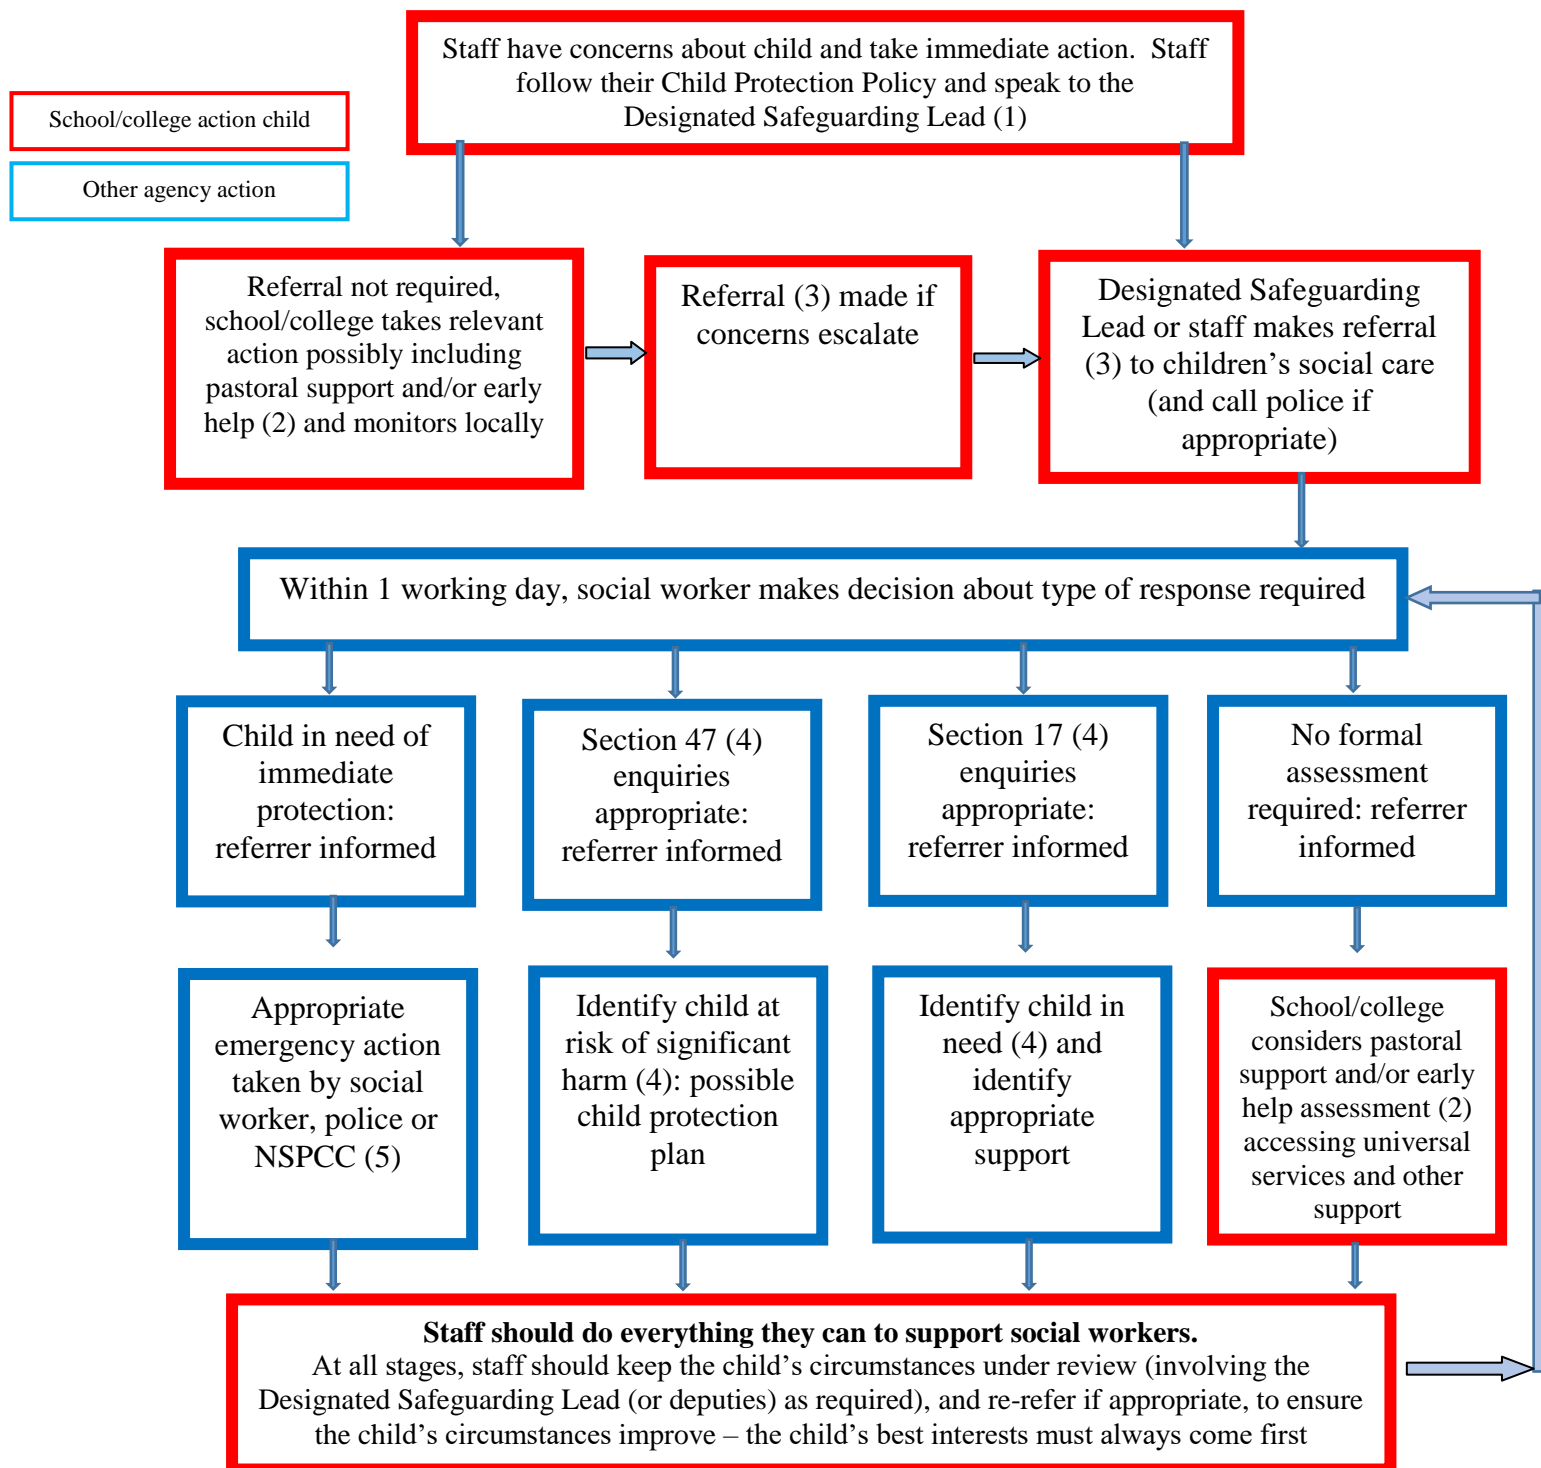 Staff have concerns about child and take immediate action.  Staff
follow their Child Protection Policy and speak to the
Designated Safeguarding Lead (1)
School/college action child
Other agency action
Referral not required,
school/college takes relevant
action possibly including
pastoral support and/or early
help (2) and monitors locally
Referral (3) made if
concerns escalate
Designated Safeguarding
Lead or staff makes referral
(3) to children’s social care
(and call police if
appropriate)
Within 1 working day, social worker makes decision about type of response required
Child in need of
immediate
protection:
referrer informed
Section 47 (4)
enquiries
appropriate:
referrer informed
Section 17 (4)
enquiries
appropriate:
referrer informed
No formal
assessment
required: referrer
informed
Appropriate
emergency action
taken by social
worker, police or
NSPCC (5)
Identify child at
risk of significant
harm (4): possible
child protection
plan
Identify child in
need (4) and
identify
appropriate
support
School/college
considers pastoral
support and/or early
help assessment (2)
accessing universal
services and other
support
Staff should do everything they can to support social workers.
At all stages, staff should keep the child’s circumstances under review (involving the
Designated Safeguarding Lead (or deputies) as required), and re-refer if appropriate, to ensure
the child’s circumstances improve – the child’s best interests must always come first